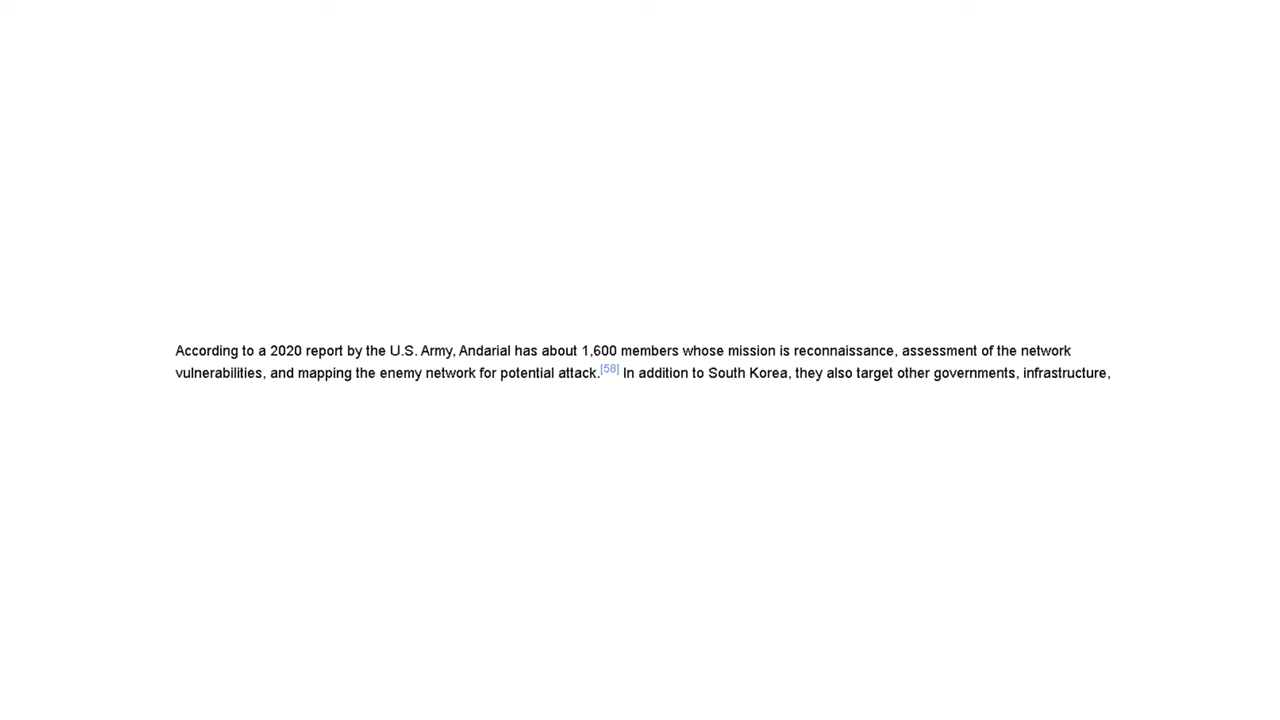 According to a 2020 report by the U.S. Army, Andarial has about 1,600 members whose mission is reconnaissance, assessment of the network
vulnerabilities, and mapping the enemy network for potential attack.[58] In addition to South Korea, they also target other governments, infrastructure,